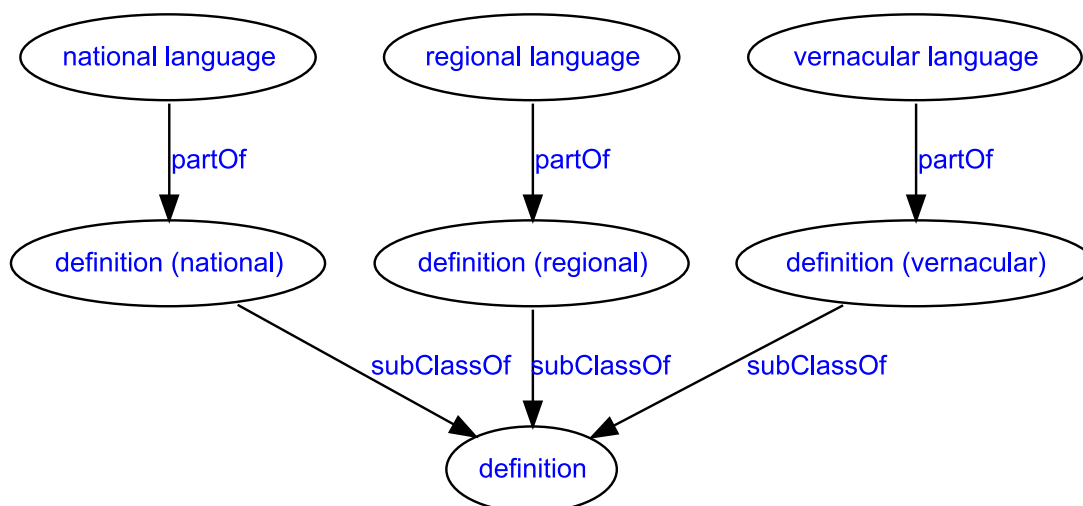 national language
regional language
vernacular language
partOf
partOf
partOf
definition (national)
definition (regional)
definition (vernacular)
subClassOf
subClassOf
subClassOf
definition